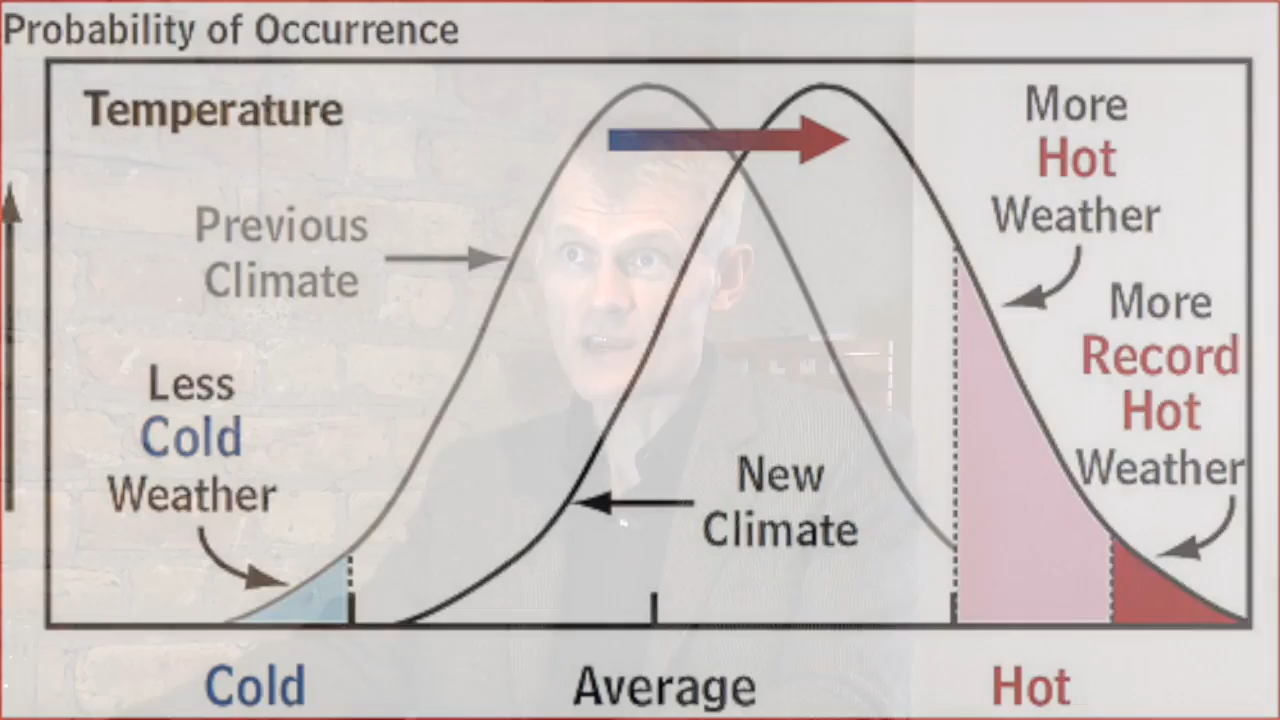 Probability of Occurrence
Temperature
Previous
Climate
Less
Cold
Weather
New
Climate
More
Hot
Weather
More
Record
Hot
Weather
Cold
Average
Hot